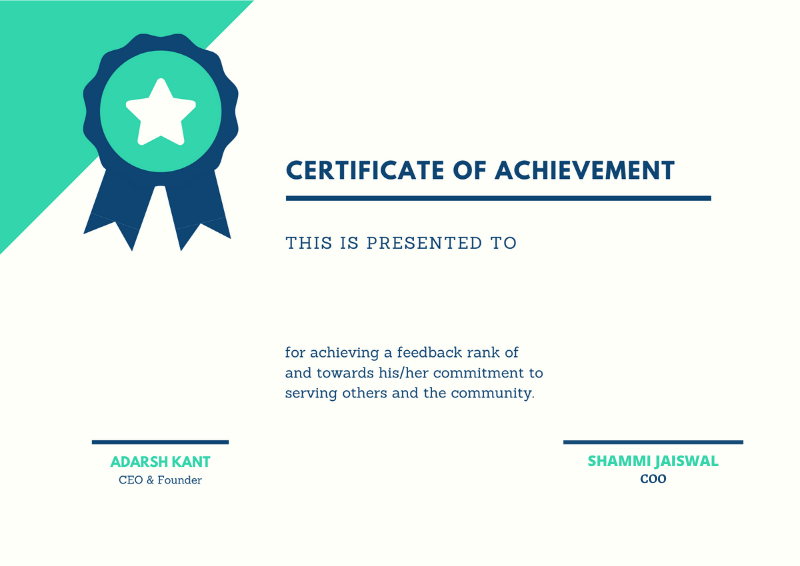 CERTIFICATE OF ACHIEVEMENT
THIS IS PRESENTED TO
for achieving a feedback rank of
and towards his/her commitment to
serving others and the community.
ADARSH KANT
CEO & Founder
SHAMMI JAISWAL
COO